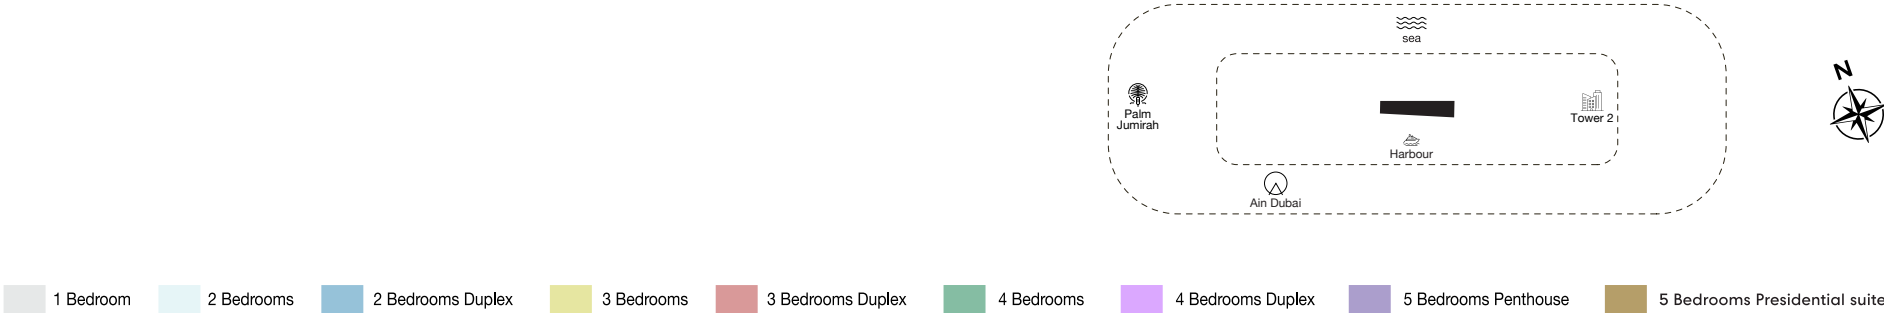 sea
N
Palm
Jumirah
Tower 2
Harbour
Ain Dubai
1 Bedroom
2 Bedrooms
2 Bedrooms Duplex
3 Bedrooms
3 Bedrooms Duplex
4 Bedrooms
4 Bedrooms Duplex
5 Bedrooms Penthouse
5 Bedrooms Presidential suite